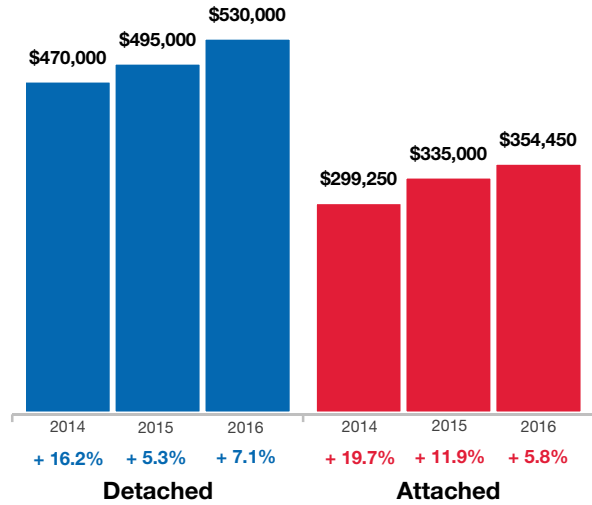 $470,000
$495,000
$530,000
$299,250
$335,000
$354,450
2014 2015 2016 2014 2015 2016
+ 16.2% + 5.3% + 7.1% + 19.7% + 11.9% + 5.8%
Detached Attached